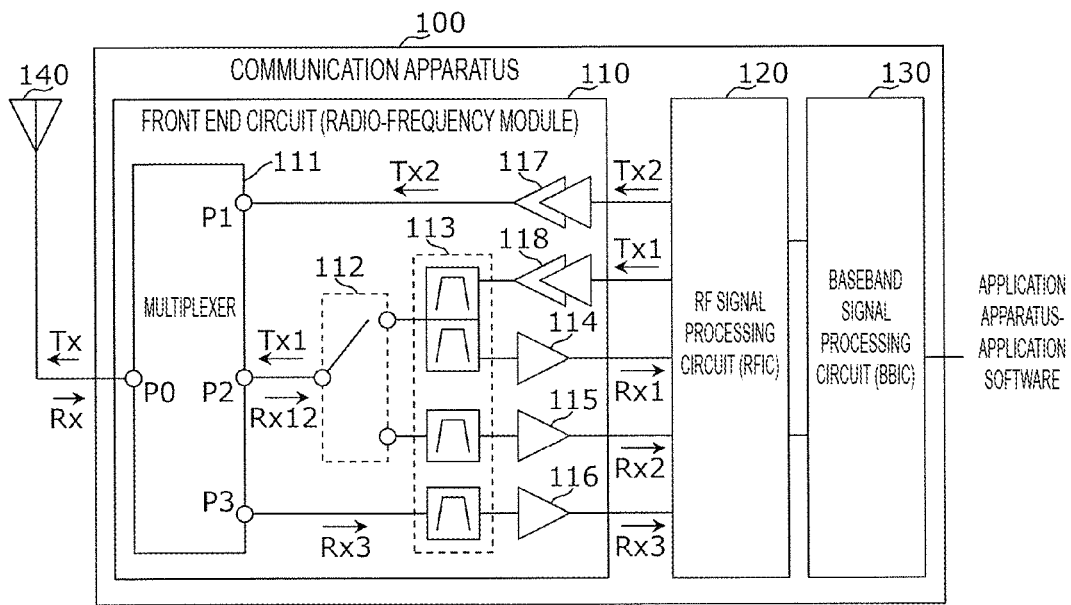 100
140
COMMUNICATION APPARATUS
110
120
130
FRONT END CIRCUIT (RADIO-FREQUENCY MODULE)
111
Tx2
117
Tx2
P1
113
118
Tx1
112
MULTIPLEXER
114
RF SIGNAL
PROCESSING
CIRCUIT (RFIC)
BASEBAND
SIGNAL
PROCESSING
CIRCUIT (BBIC)
APPLICATION
APPARATUS-
APPLICATION
SOFTWARE
Tx
Tx1
P0
P2
Rx1
Rx
Rx12
115
Rx2
116
P3
Rx3
Rx3